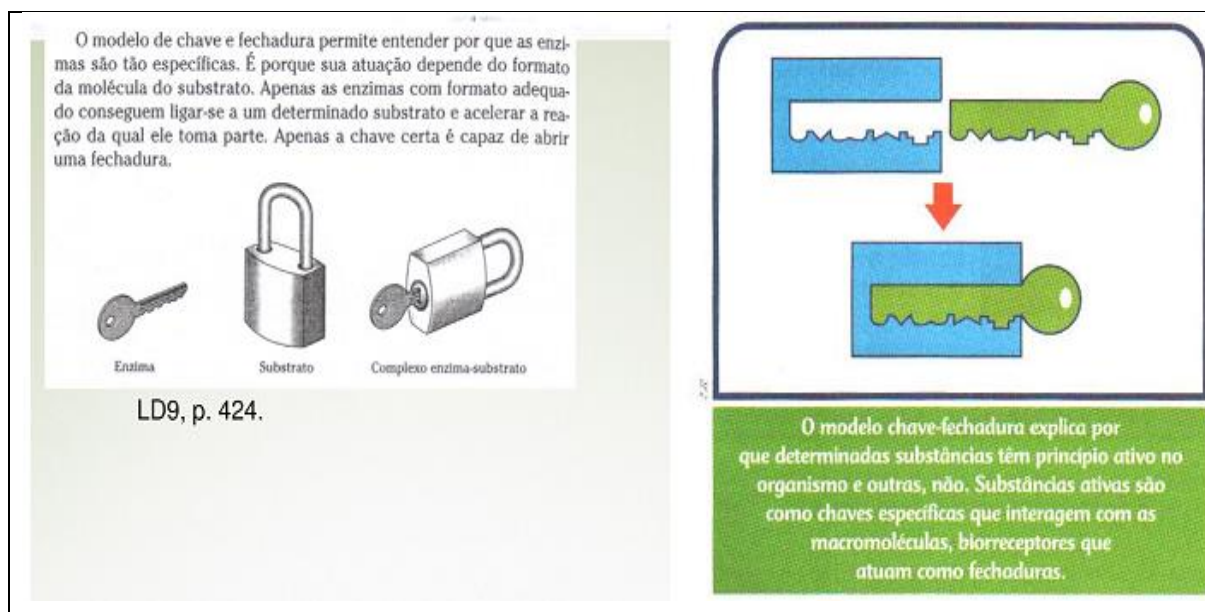 O modelo de chave e fechadura permite entender por que as enzi-
mas são tão específicas. É porque sua atuação depende do formato
da molécula do substrato. Apenas as enzimas com formato adequa-
do conseguem ligar-se a um determinado substrato e acelerar a rea-
ção da qual ele toma parte. Apenas a chave certa é capaz de abrir
uma fechadura.
Enzima
Substrato
Complexo enzima-substrato
LD9, p. 424.
O modelo chave-fechadura explica por
que determinadas substâncias têm princípio ativo no
organismo e outras, não. Substâncias ativas são
como chaves específicas que interagem com as
macromoléculas, biorreceptores que
atuam como fechaduras.